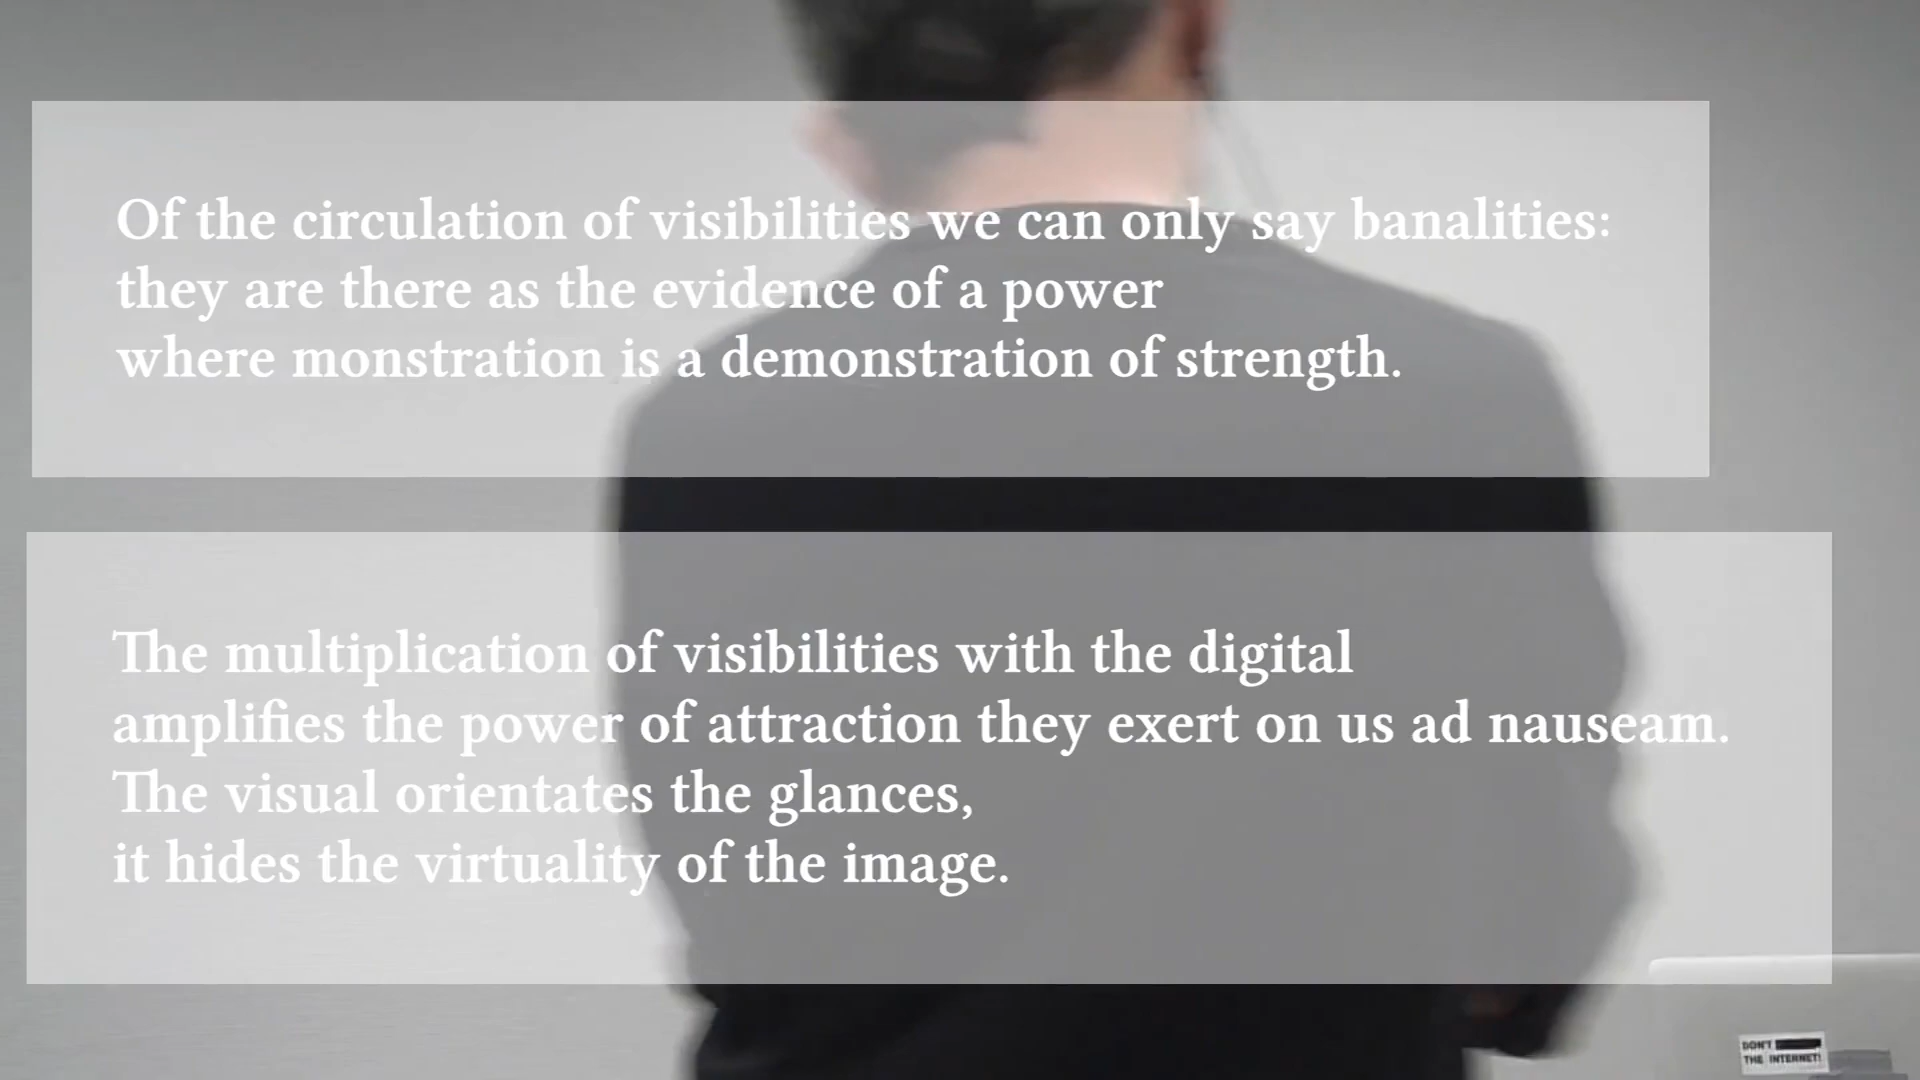 Of the circulation of visibilities we can only say banalities:
they are there as the evidence of a power
where monstration is a demonstration of strength.
The multiplication of visibilities with the digital
amplifies the power of attraction they exert on us ad nauseam.
The visual orientates the glances,
it hides the virtuality of the image.
DON'T
THE INTERNET!